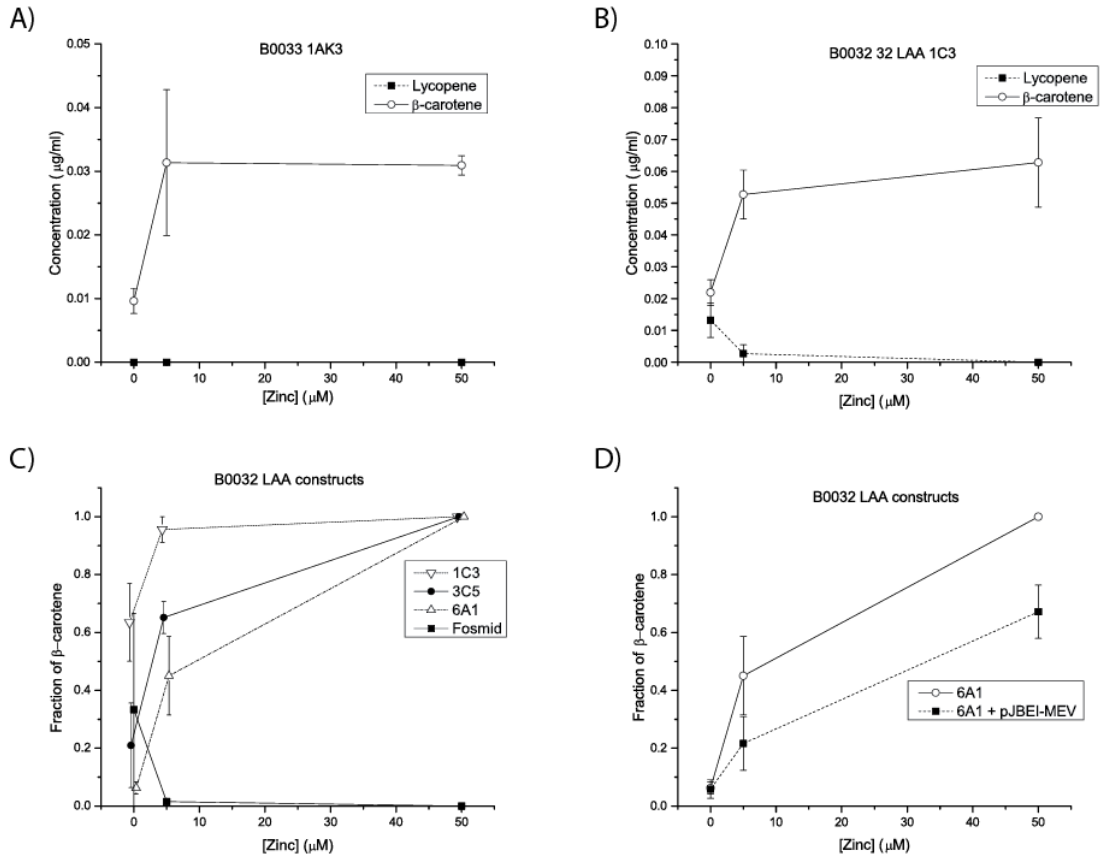 A)
B0033 1AK3
Lycopene
β-carotene
Concentration (μg/ml)
0.05
0.04
0.03
0.02
0.01
0.00
0 10 20 30 40 50
[Zinc] (μM)
B)
B0032 32 LAA 1C3
Lycopene
β-carotene
Concentration (μg/ml)
0.10
0.09
0.08
0.07
0.06
0.05
0.04
0.03
0.02
0.01
0.00
0 10 20 30 40 50
[Zinc] (μM)
C)
B0032 LAA constructs
1C3
3C5
6A1
Fosmid
Fraction of β-carotene
1.0
0.8
0.6
0.4
0.2
0.0
0 10 20 30 40 50
[Zinc] (μM)
D)
B0032 LAA constructs
6A1
6A1 + pJBEI-MEV
Fraction of β-carotene
1.0
0.8
0.6
0.4
0.2
0.0
0 10 20 30 40 50
[Zinc] (μM)